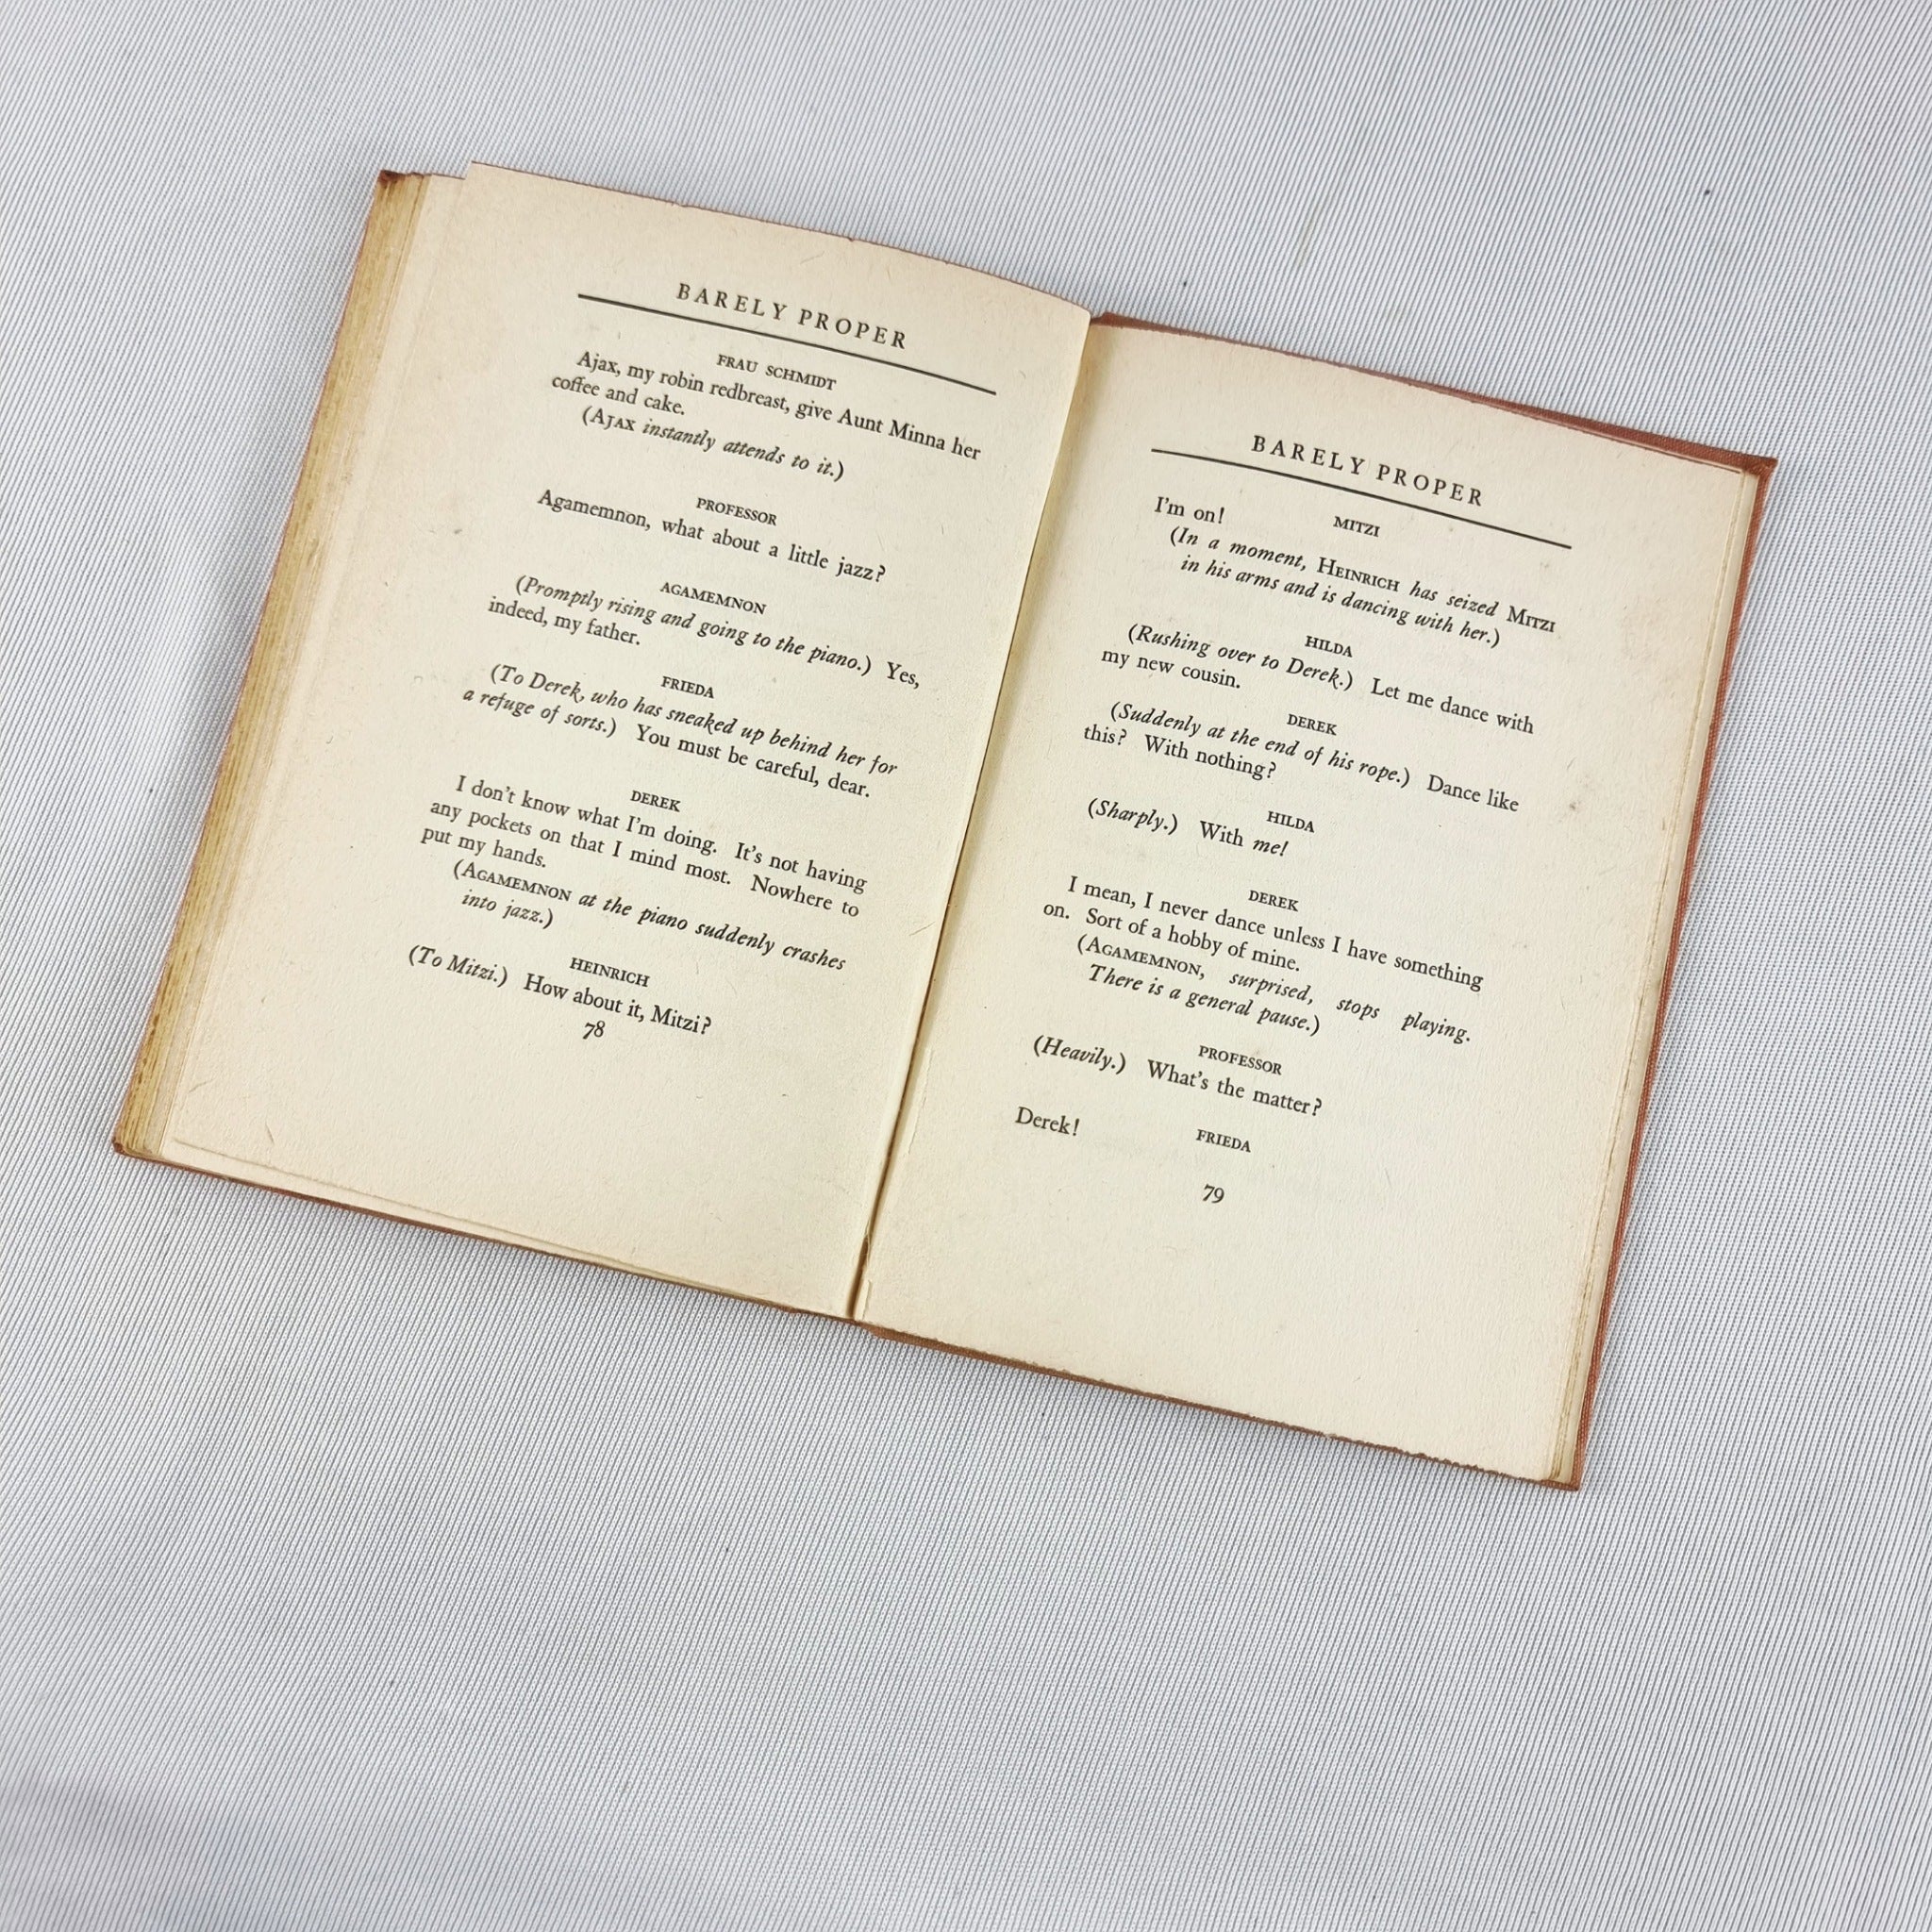 BARELY PROPER
FRAU SCHMIDT
Ajax, my robin redbreast, give Aunt Minna her
coffee and cake.
(AJAX instantly attends to it.)
PROFESSOR
Agamemnon, what about a little jazz?
AGAMEMNON
(Promptly rising and going to the piano.) Yes,
indeed, my father.
FRIEDA
(To Derek, who has sneaked up behind her for
a refuge of sorts.) You must be careful, dear.
DEREK
I don't know what I'm doing. It's not having
any pockets on that I mind most. Nowhere to
put my hands.
(AGAMEMNON at the piano suddenly crashes
into jazz.)
HEINRICH
(To Mitzi.) How about it, Mitzi?
78
BARELY PROPER
MITZI
I'm on!
(In a moment, HEINRICH has seized MITZI
in his arms and is dancing with her.)
HILDA
(Rushing over to Derek.) Let me dance with
my new cousin.
DEREK
(Suddenly at the end of his rope.) Dance like
this? With nothing?
HILDA
(Sharply.) With me!
DEREK
I mean, I never dance unless I have something
on. Sort of a hobby of mine.
(AGAMEMNON, surprised, stops playing.
There is a general pause.)
PROFESSOR
(Heavily.) What's the matter?
FRIEDA
Derek!
79